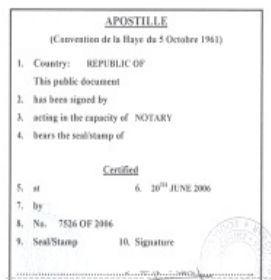 APOSTILLE
(Convention de la Haye du 5 Octobre 1961)
1. Country: REPUBLIC OF
This public document
2. has been signed by
3. acting in the capacity of NOTARY
4. bears the seal/stamp of
Certified
5. at 6. 20TH JUNE 2006
7. by
8. No. 7526 OF 2006
9. Seal/Stamp 10. Signature